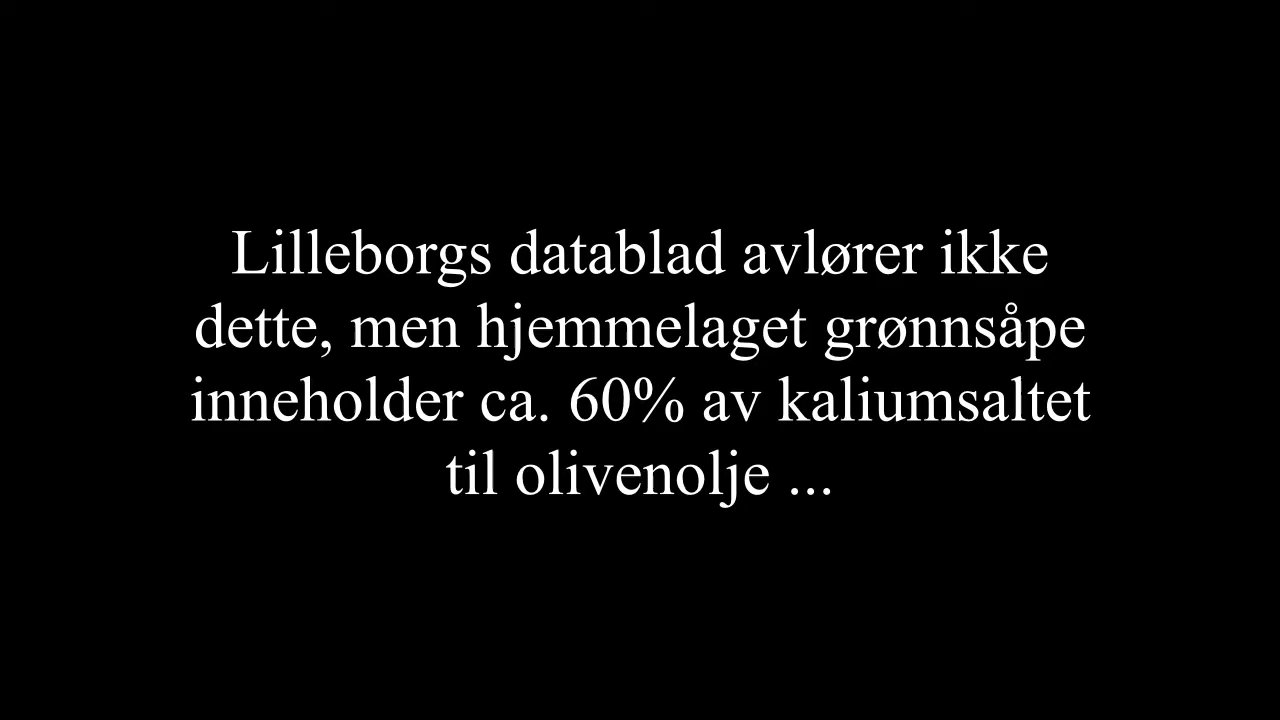 Lilleborgs datablad avlører ikke
dette, men hjemmelaget grønnsåpe
inneholder ca. 60% av kaliumsaltet
til olivenolje ...